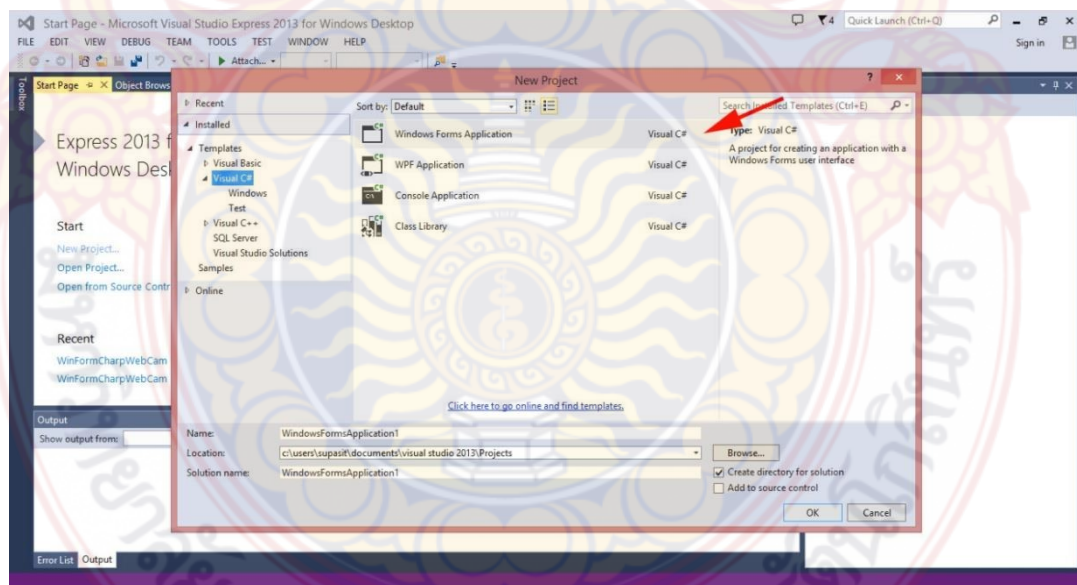 Start Page - Microsoft Visual Studio Express 2013 for Windows Desktop
4
Quick Launch (Ctrl+Q)
FILE EDIT VIEW DEBUG TEAM TOOLS TEST WINDOW HELP
Sign in
Attach...
Toolbox
Start Page
Object Brows
Express 2013 f
Windows Desk
Start
New Project...
Open Project...
Open from Source Contr
Recent
WinFormCharpWebCam
WinFormCharpWebCam
Output
Show output from:
Error List Output
New Project
Recent
Installed
Templates
Visual Basic
Visual C#
Windows
Test
Visual C++
SQL Server
Visual Studio Solutions
Samples
Online
Sort by: Default
Windows Forms Application Visual C#
WPF Application Visual C#
Console Application Visual C#
Class Library Visual C#
Click here to go online and find templates.
Search Installed Templates (Ctrl+E)
Type: Visual C#
A project for creating an application with a
Windows Forms user interface
Name: WindowsFormsApplication1
Location: c:\users\supasit\documents\visual studio 2013\Projects
Browse...
Solution name: WindowsFormsApplication1
Create directory for solution
Add to source control
OK Cancel